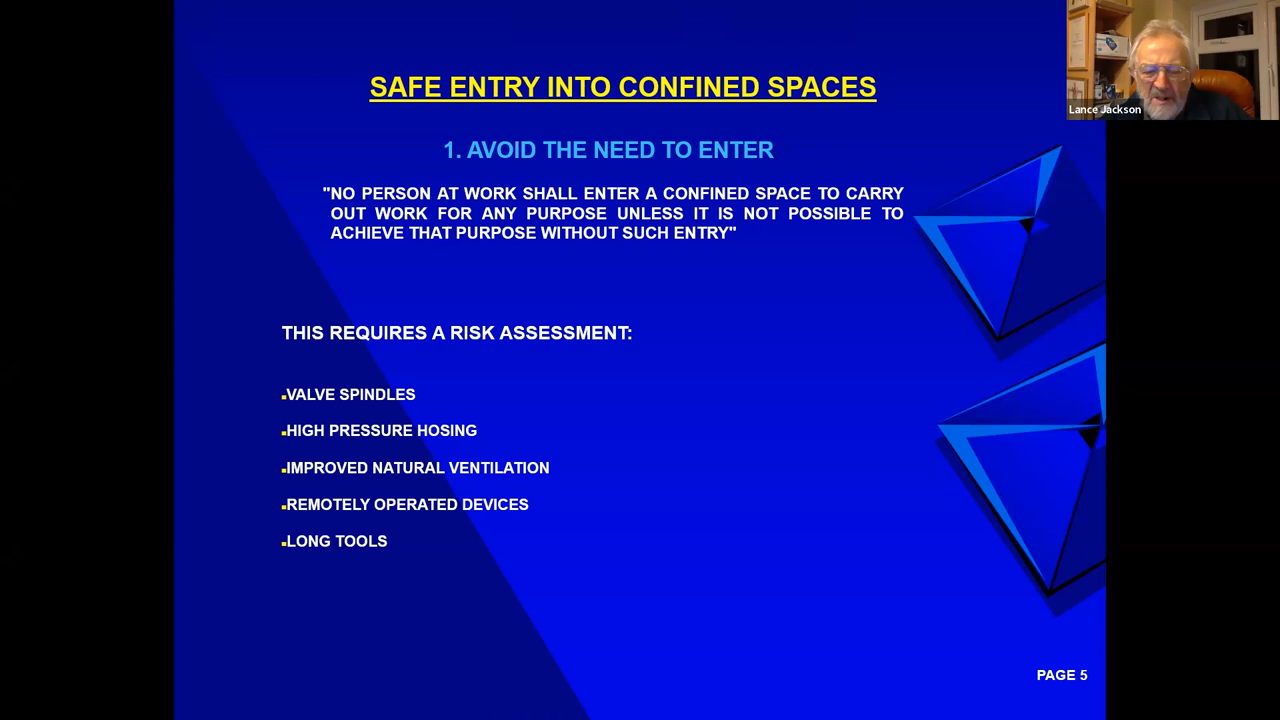 SAFE ENTRY INTO CONFINED SPACES
Lance Jackson
1. AVOID THE NEED TO ENTER
"NO PERSON AT WORK SHALL ENTER A CONFINED SPACE TO CARRY
OUT WORK FOR ANY PURPOSE UNLESS IT IS NOT POSSIBLE TO
ACHIEVE THAT PURPOSE WITHOUT SUCH ENTRY"
THIS REQUIRES A RISK ASSESSMENT:
VALVE SPINDLES
HIGH PRESSURE HOSING
IMPROVED NATURAL VENTILATION
REMOTELY OPERATED DEVICES
LONG TOOLS
PAGE 5